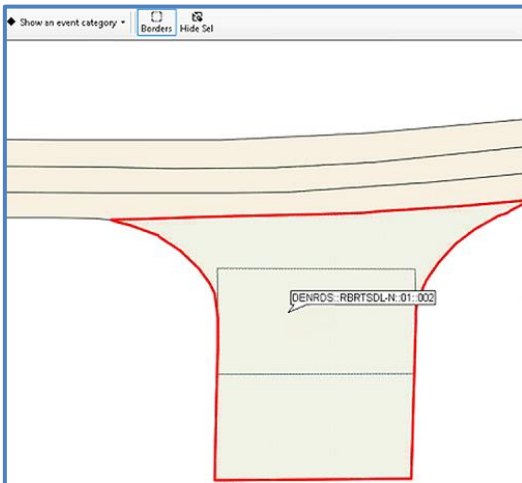 Show an event category
Borders
Hide Sel
DENRDS::RBRTSDL-N::01::002